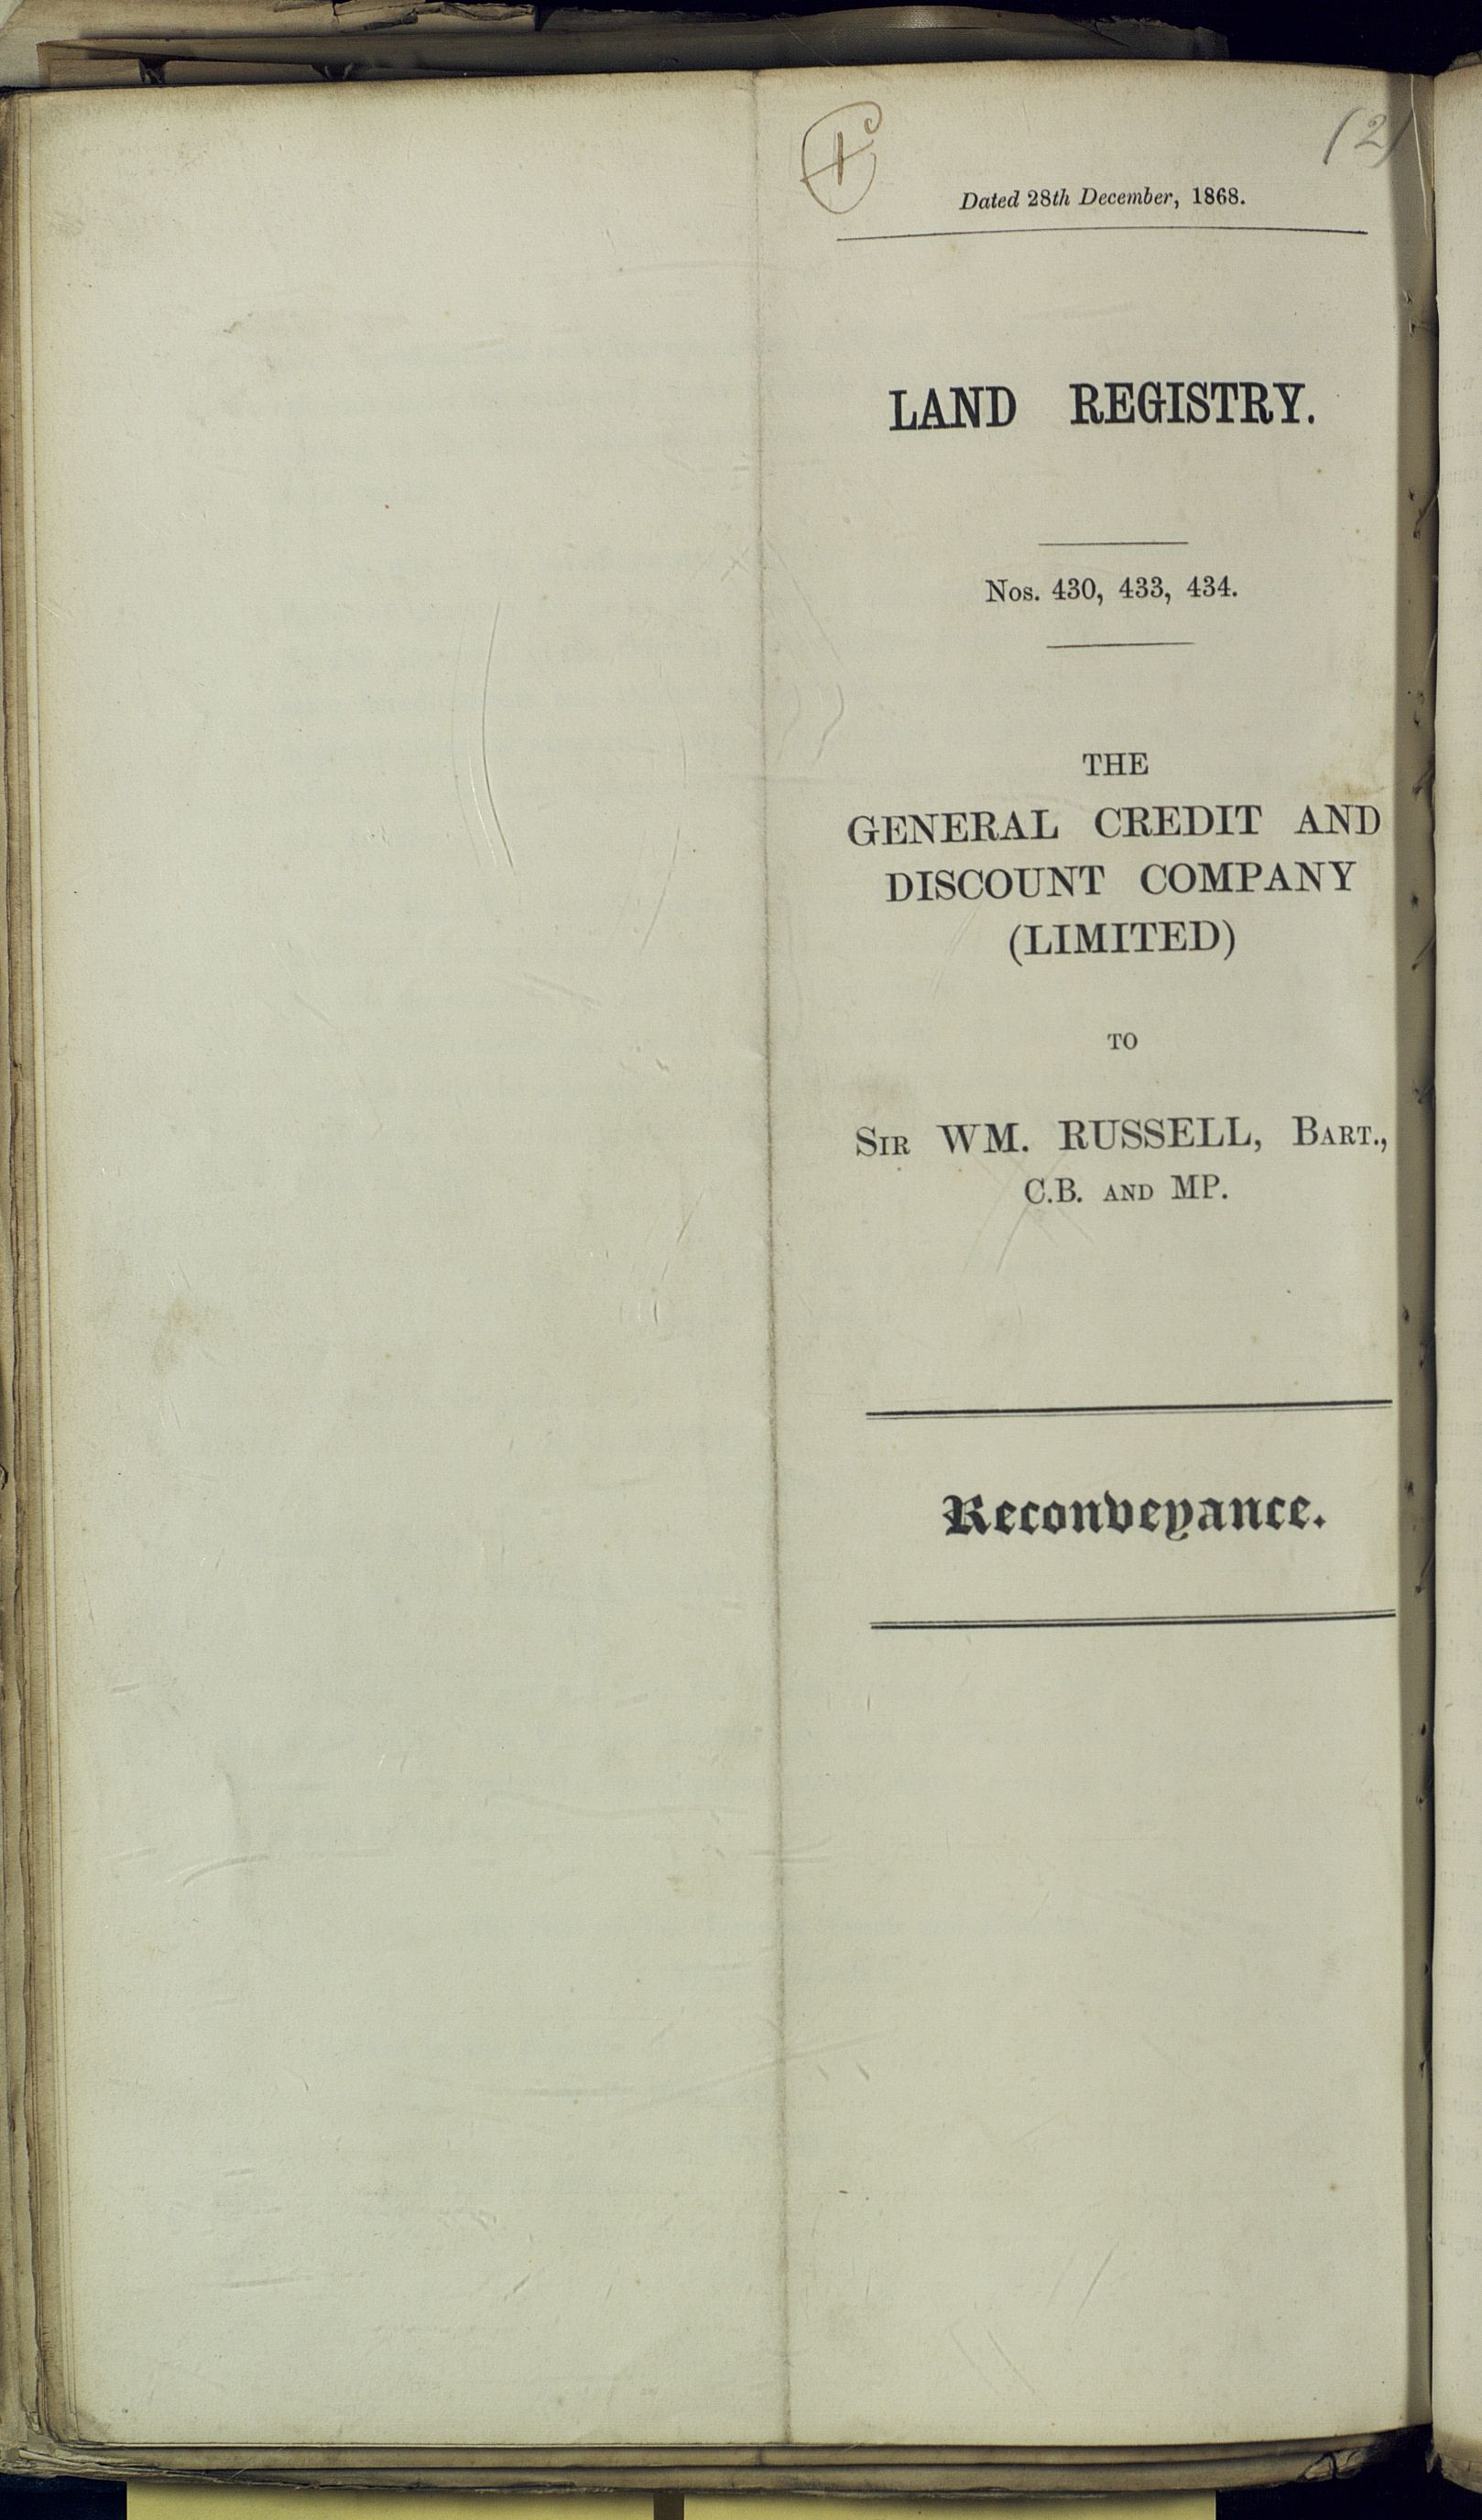 (2)
Dated 28th December, 1868.
LAND REGISTRY.
Nos. 430, 433, 434.
THE
GENERAL CREDIT AND
DISCOUNT COMPANY
(LIMITED)
TO
SIR WM. RUSSELL, BART.,
C.B. AND MP.
Reconveyance.